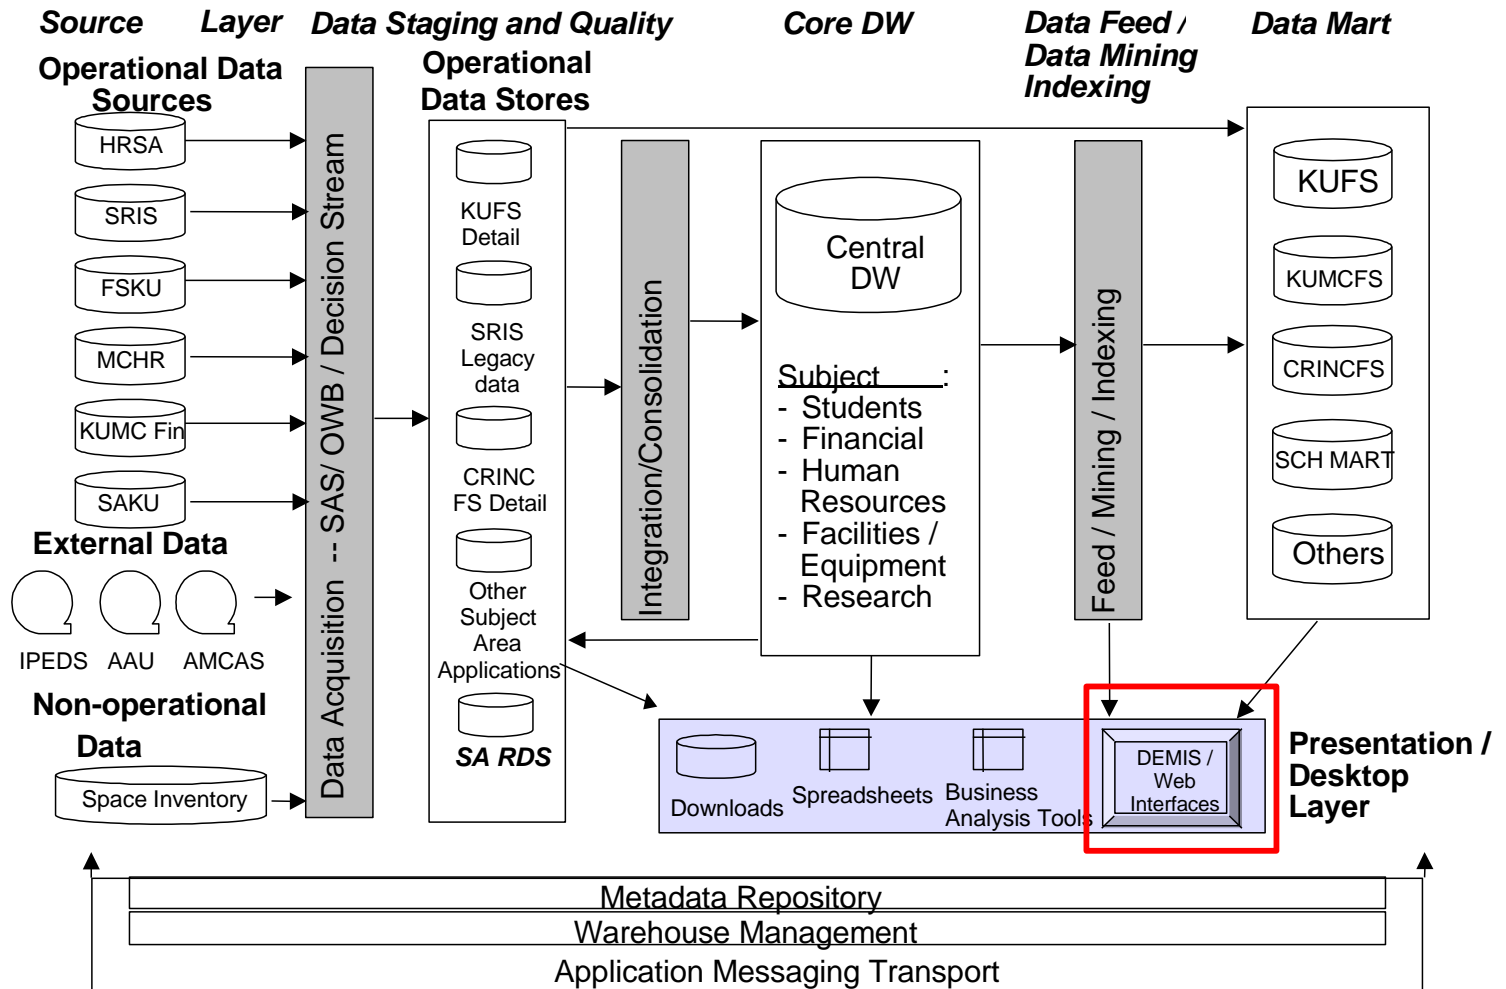 Source Layer Data Staging and Quality Core DW Data Feed / Data Mart
Data Mining
Indexing
Operational Data
Sources
HRSA
SRIS
FSKU
MCHR
KUMC Fin
SAKU
External Data
IPEDS AAU AMCAS
Non-operational
Data
Space Inventory
Data Acquisition -- SAS/ OWB / Decision Stream
Operational
Data Stores
KUFS
Detail
SRIS
Legacy
data
CRINC
FS Detail
Other
Subject
Area
Applications
SA RDS
Integration/Consolidation
Central
DW
Subject :
- Students
- Financial
- Human
Resources
- Facilities /
Equipment
- Research
Feed / Mining / Indexing
KUFS
KUMCFS
CRINCFS
SCH MART
Others
Downloads
Spreadsheets
Business
Analysis Tools
DEMIS /
Web
Interfaces
Presentation /
Desktop
Layer
Metadata Repository
Warehouse Management
Application Messaging Transport